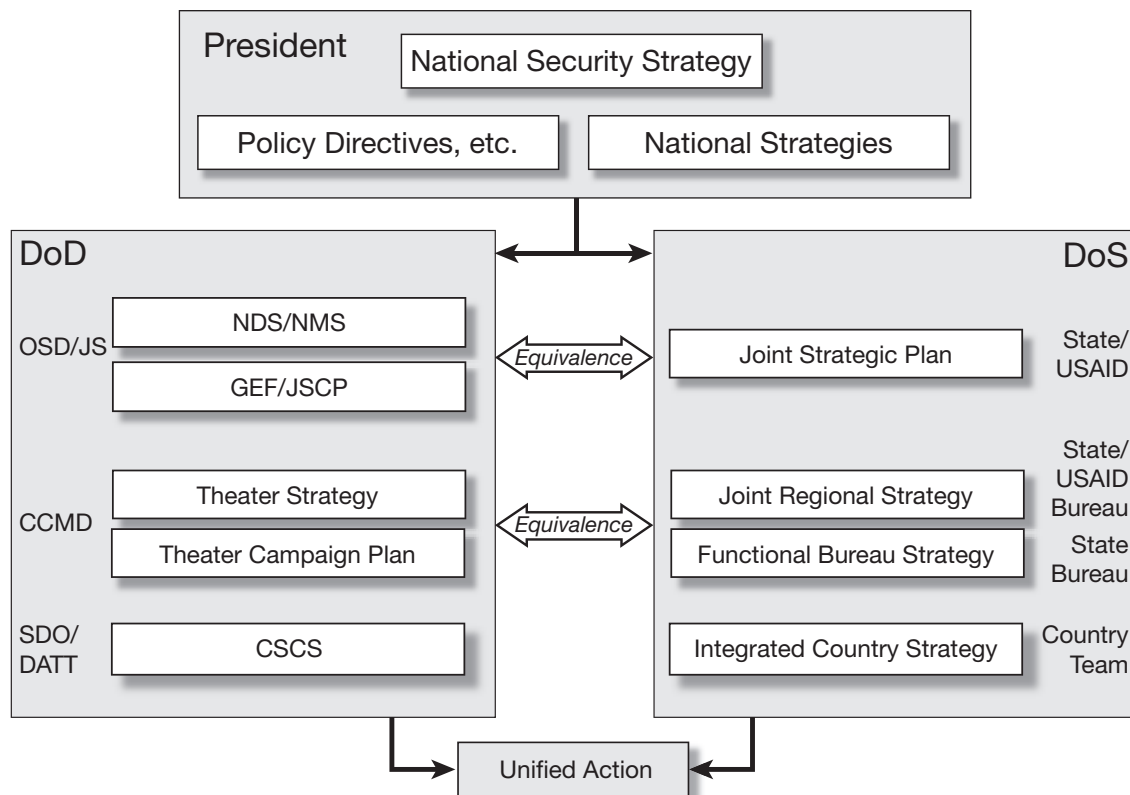 President
National Security Strategy
Policy Directives, etc.
National Strategies
DoD
OSD/JS
NDS/NMS
GEF/JSCP
CCMD
Theater Strategy
Theater Campaign Plan
SDO/
DATT
CSCS
Equivalence
Equivalence
DoS
Joint Strategic Plan
State/
USAID
Joint Regional Strategy
State/
USAID
Bureau
Functional Bureau Strategy
State
Bureau
Integrated Country Strategy
Country
Team
Unified Action